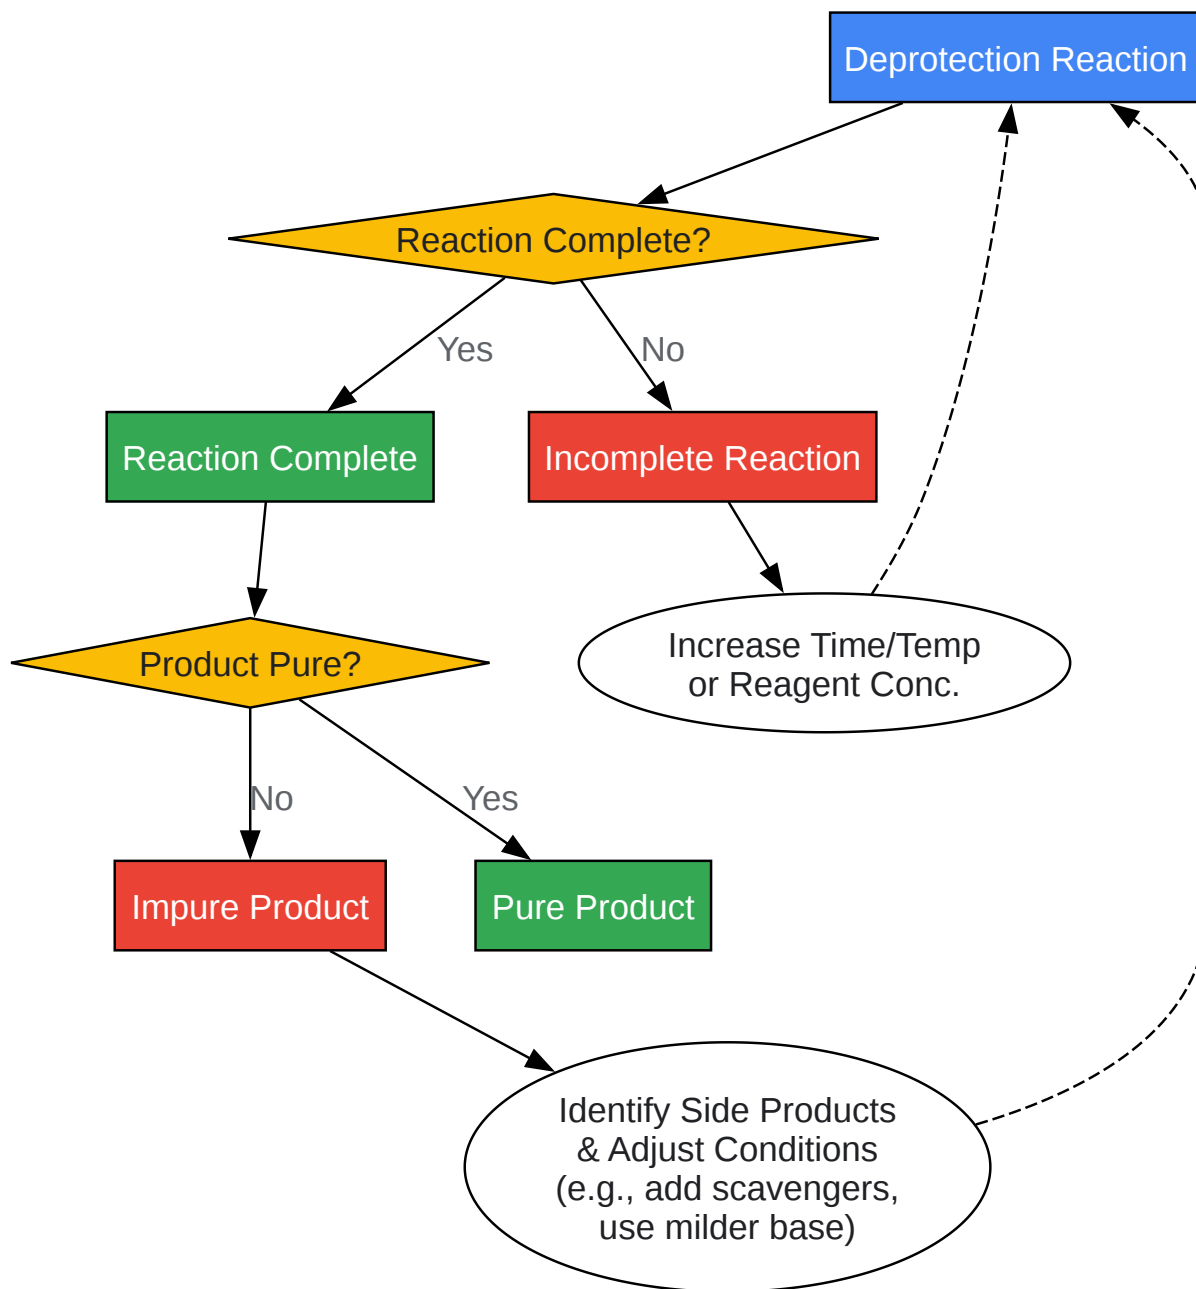 Deprotection Reaction
Reaction Complete?
Yes
No
Reaction Complete
Incomplete Reaction
Product Pure?
Increase Time/Temp
or Reagent Conc.
No
Yes
Impure Product
Pure Product
Identify Side Products
& Adjust Conditions
(e.g., add scavengers,
use milder base)